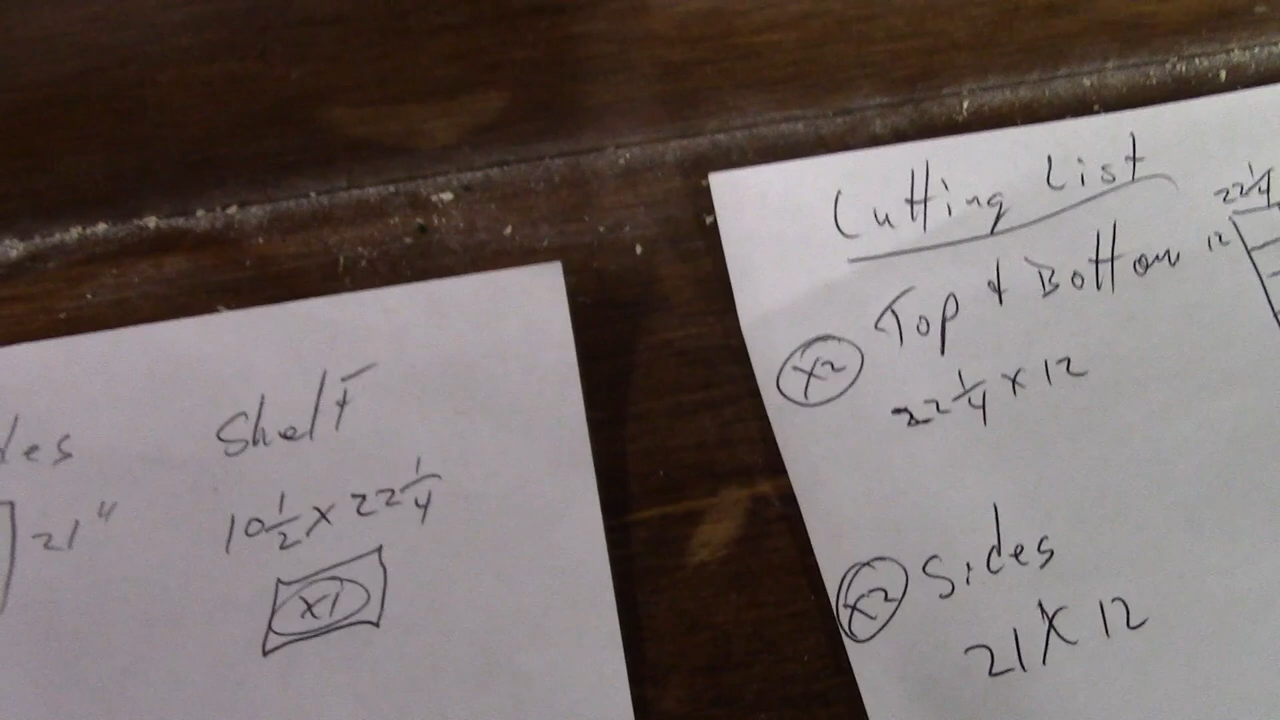 Shelf
21"
10 1/2 x 22 1/4
x1
Cutting List
22 1/4
12
Top & Bottom
x2
22 1/4 x 12
x2 Sides
21 x 12